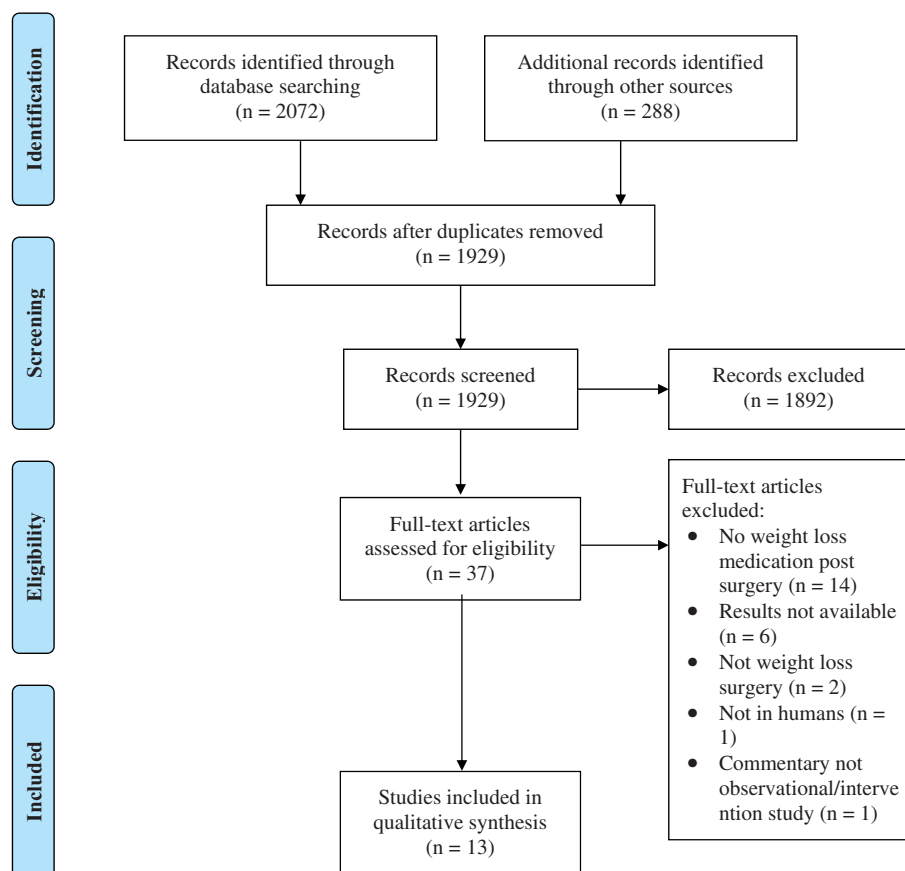 Identification
Records identified through
database searching
(n = 2072)
Additional records identified
through other sources
(n = 288)
Records after duplicates removed
(n = 1929)
Screening
Records screened
(n = 1929)
Records excluded
(n = 1892)
Eligibility
Full-text articles
assessed for eligibility
(n = 37)
Full-text articles
excluded:
● No weight loss
medication post
surgery (n = 14)
● Results not available
(n = 6)
● Not weight loss
surgery (n = 2)
● Not in humans (n =
1)
● Commentary not
observational/interve
ntion study (n = 1)
Included
Studies included in
qualitative synthesis
(n = 13)